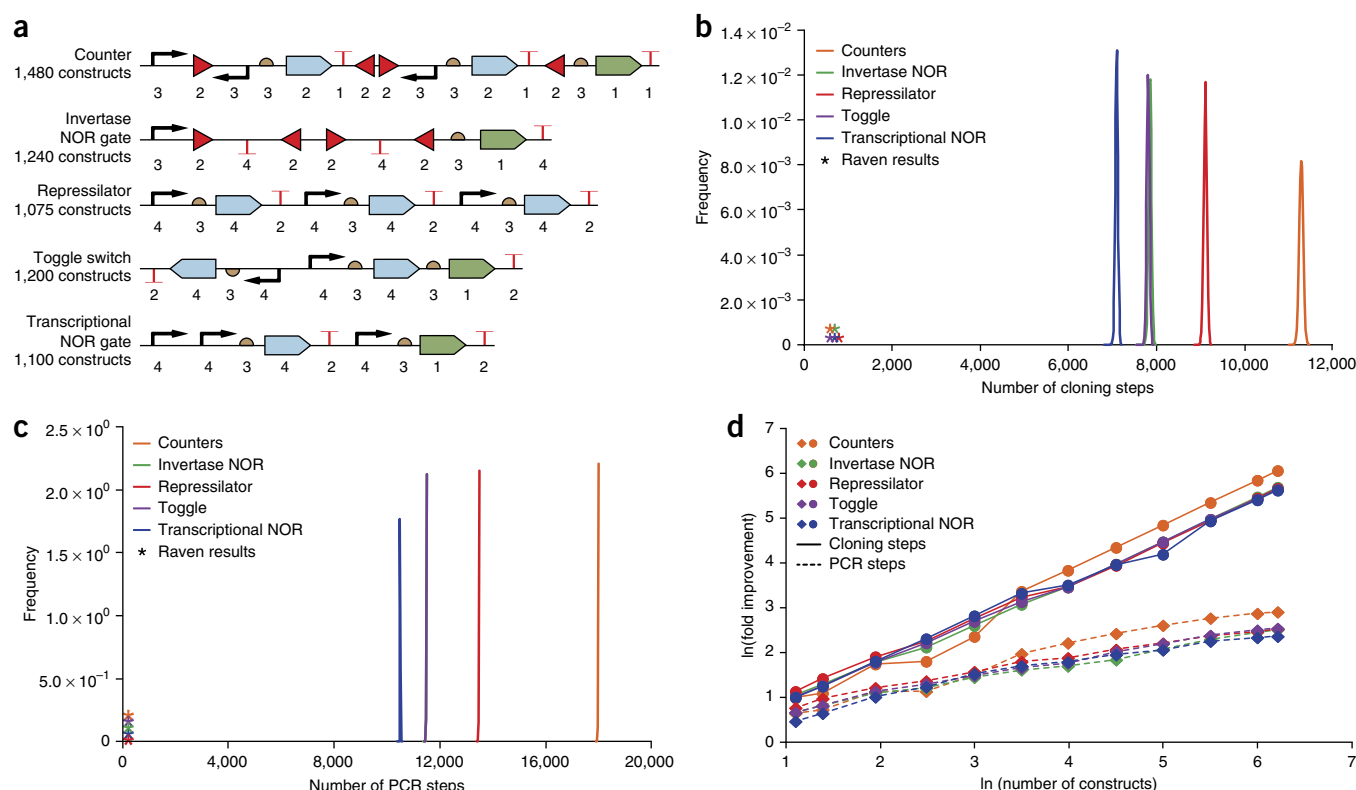 a
Counter
1,480 constructs
3 2 3 3 2 1 2 2 3 3 2 1 2 3 1 1
Invertase
NOR gate
1,240 constructs
3 2 4 2 2 4 2 3 1 4
Repressilator
1,075 constructs
4 3 4 2 4 3 4 2 4 3 4 2
Toggle switch
1,200 constructs
2 4 3 4 4 3 4 3 1 2
Transcriptional
NOR gate
1,100 constructs
4 4 3 4 2 4 3 1 2
b
1.4 × 10⁻²
1.2 × 10⁻²
1.0 × 10⁻²
8.0 × 10⁻³
6.0 × 10⁻³
4.0 × 10⁻³
2.0 × 10⁻³
0
Frequency
Counters
Invertase NOR
Repressilator
Toggle
Transcriptional NOR
* Raven results
0 2,000 4,000 6,000 8,000 10,000 12,000
Number of cloning steps
c
2.5 × 10⁰
2.0 × 10⁰
1.5 × 10⁰
1.0 × 10⁰
5.0 × 10⁻¹
0
Frequency
Counters
Invertase NOR
Repressilator
Toggle
Transcriptional NOR
* Raven results
0 4,000 8,000 12,000 16,000 20,000
Number of PCR steps
d
7
6
5
4
3
2
1
0
ln(fold improvement)
Counters
Invertase NOR
Repressilator
Toggle
Transcriptional NOR
Cloning steps
PCR steps
1 2 3 4 5 6 7
ln (number of constructs)